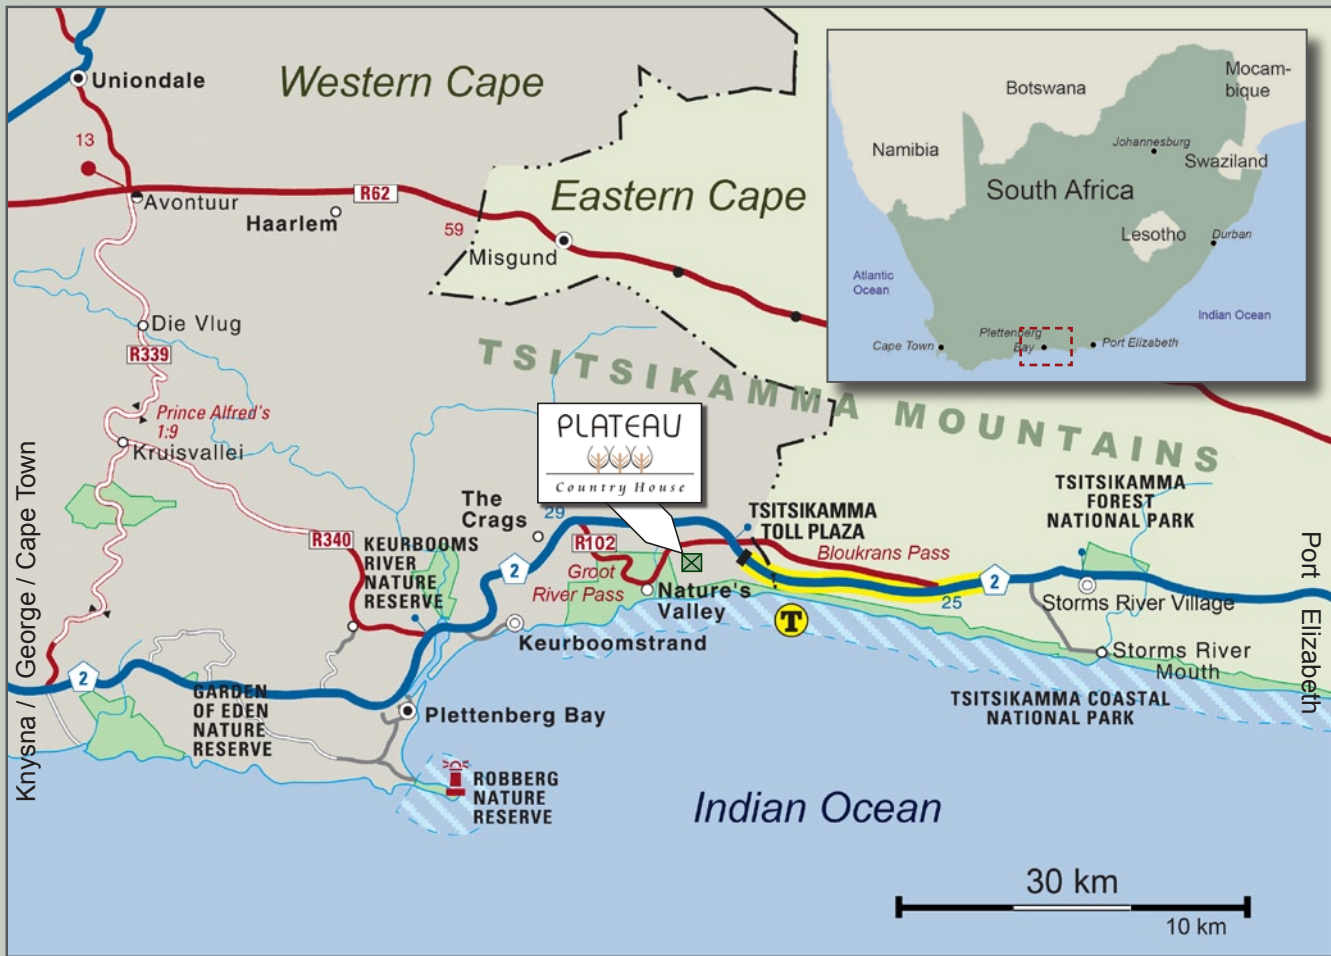 Uniondale
Western Cape
13
Avontuur
R62
Haarlem
59
Eastern Cape
Misgund
Die Vlug
R339
Prince Alfred's
1:9
Kruisvallei
TSITSIKAMMA MOUNTAINS
PLATEAU
Country House
The
Crags
29
R340
KEURBOOMS
RIVER
NATURE
RESERVE
2
R102
Groot
River Pass
Nature's
Valley
TSITSIKAMMA
TOLL PLAZA
Bloukrans Pass
T
25
2
TSITSIKAMMA
FOREST
NATIONAL PARK
Storms River Village
Storms River
Mouth
TSITSIKAMMA COASTAL
NATIONAL PARK
Keurboomstrand
2
GARDEN
OF EDEN
NATURE
RESERVE
Plettenberg Bay
ROBBERG
NATURE
RESERVE
Indian Ocean
Knysna / George / Cape Town
Port Elizabeth
30 km
10 km
Botswana
Mocam-
bique
Namibia
Johannesburg
Swaziland
South Africa
Lesotho
Durban
Atlantic
Ocean
Indian Ocean
Plettenberg
Bay
Cape Town
Port Elizabeth